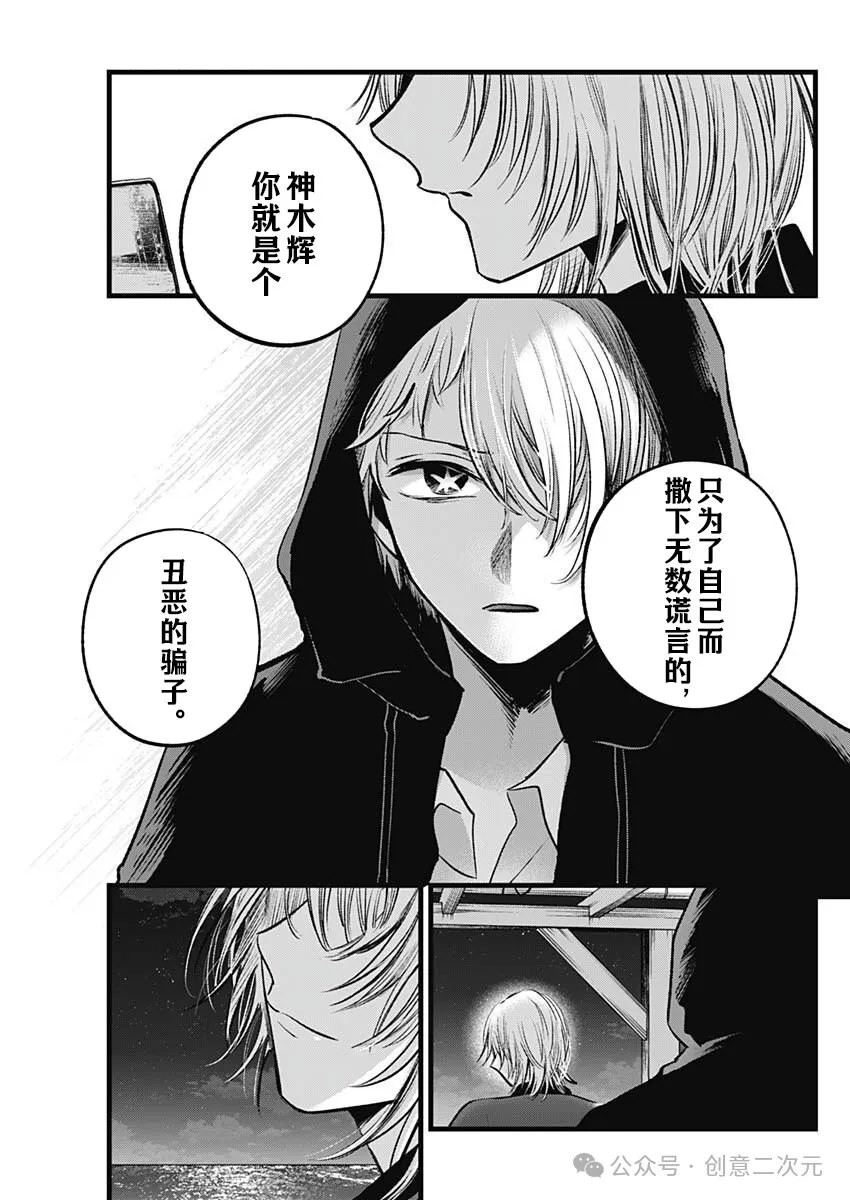 神木辉
你就是个
只为了自己而
撒下无数谎言的，
丑恶的骗子。
公众号·创意二次元